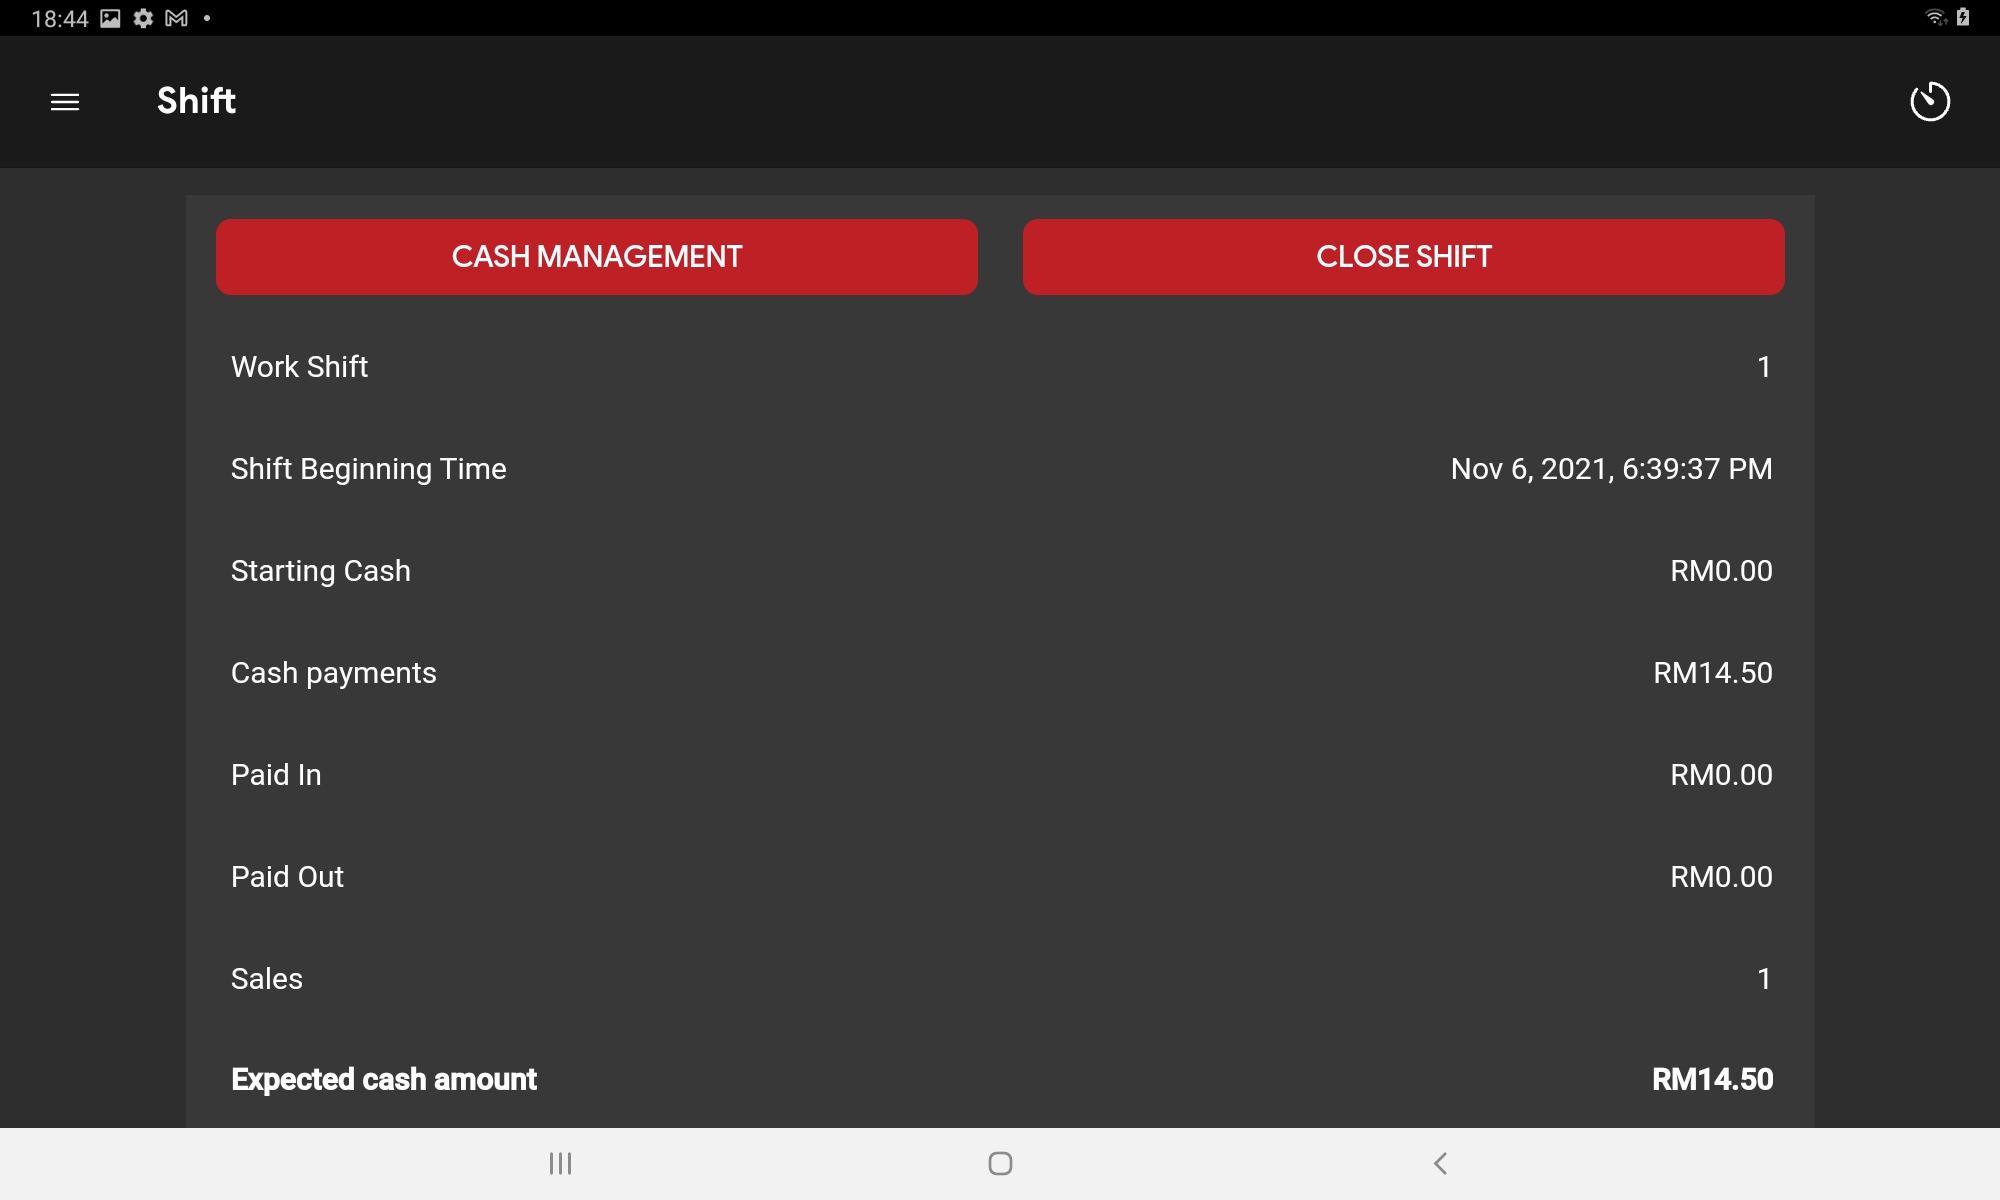 18:44
Shift
CASH MANAGEMENT
CLOSE SHIFT
Work Shift 1
Shift Beginning Time Nov 6, 2021, 6:39:37 PM
Starting Cash RM0.00
Cash payments RM14.50
Paid In RM0.00
Paid Out RM0.00
Sales 1
Expected cash amount RM14.50